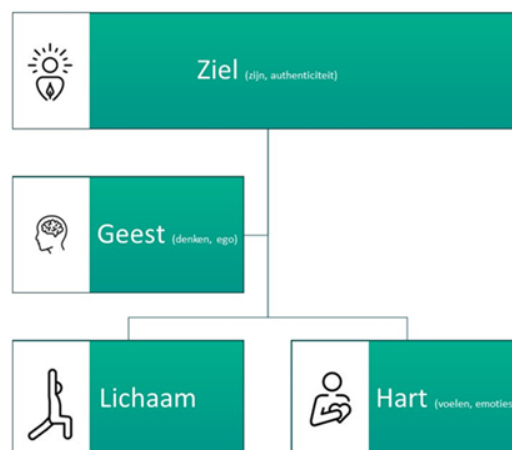 Ziel (zijn, authenticiteit)
Geest (denken, ego)
Lichaam
Hart (voelen, emoties